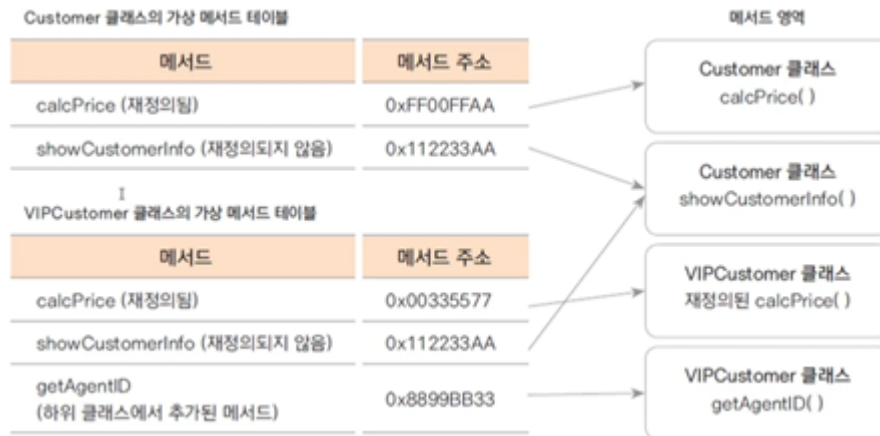 Customer 클래스의 가상 메서드 테이블
메서드 메서드 주소
calcPrice (재정의됨) 0xFF00FFAA
showCustomerInfo (재정의되지 않음) 0x112233AA
VIPCustomer 클래스의 가상 메서드 테이블
메서드 메서드 주소
calcPrice (재정의됨) 0x00335577
showCustomerInfo (재정의되지 않음) 0x112233AA
getAgentID
(하위 클래스에서 추가된 메서드) 0x8899BB33
메서드 영역
Customer 클래스
calcPrice( )
Customer 클래스
showCustomerInfo( )
VIPCustomer 클래스
재정의된 calcPrice( )
VIPCustomer 클래스
getAgentID( )